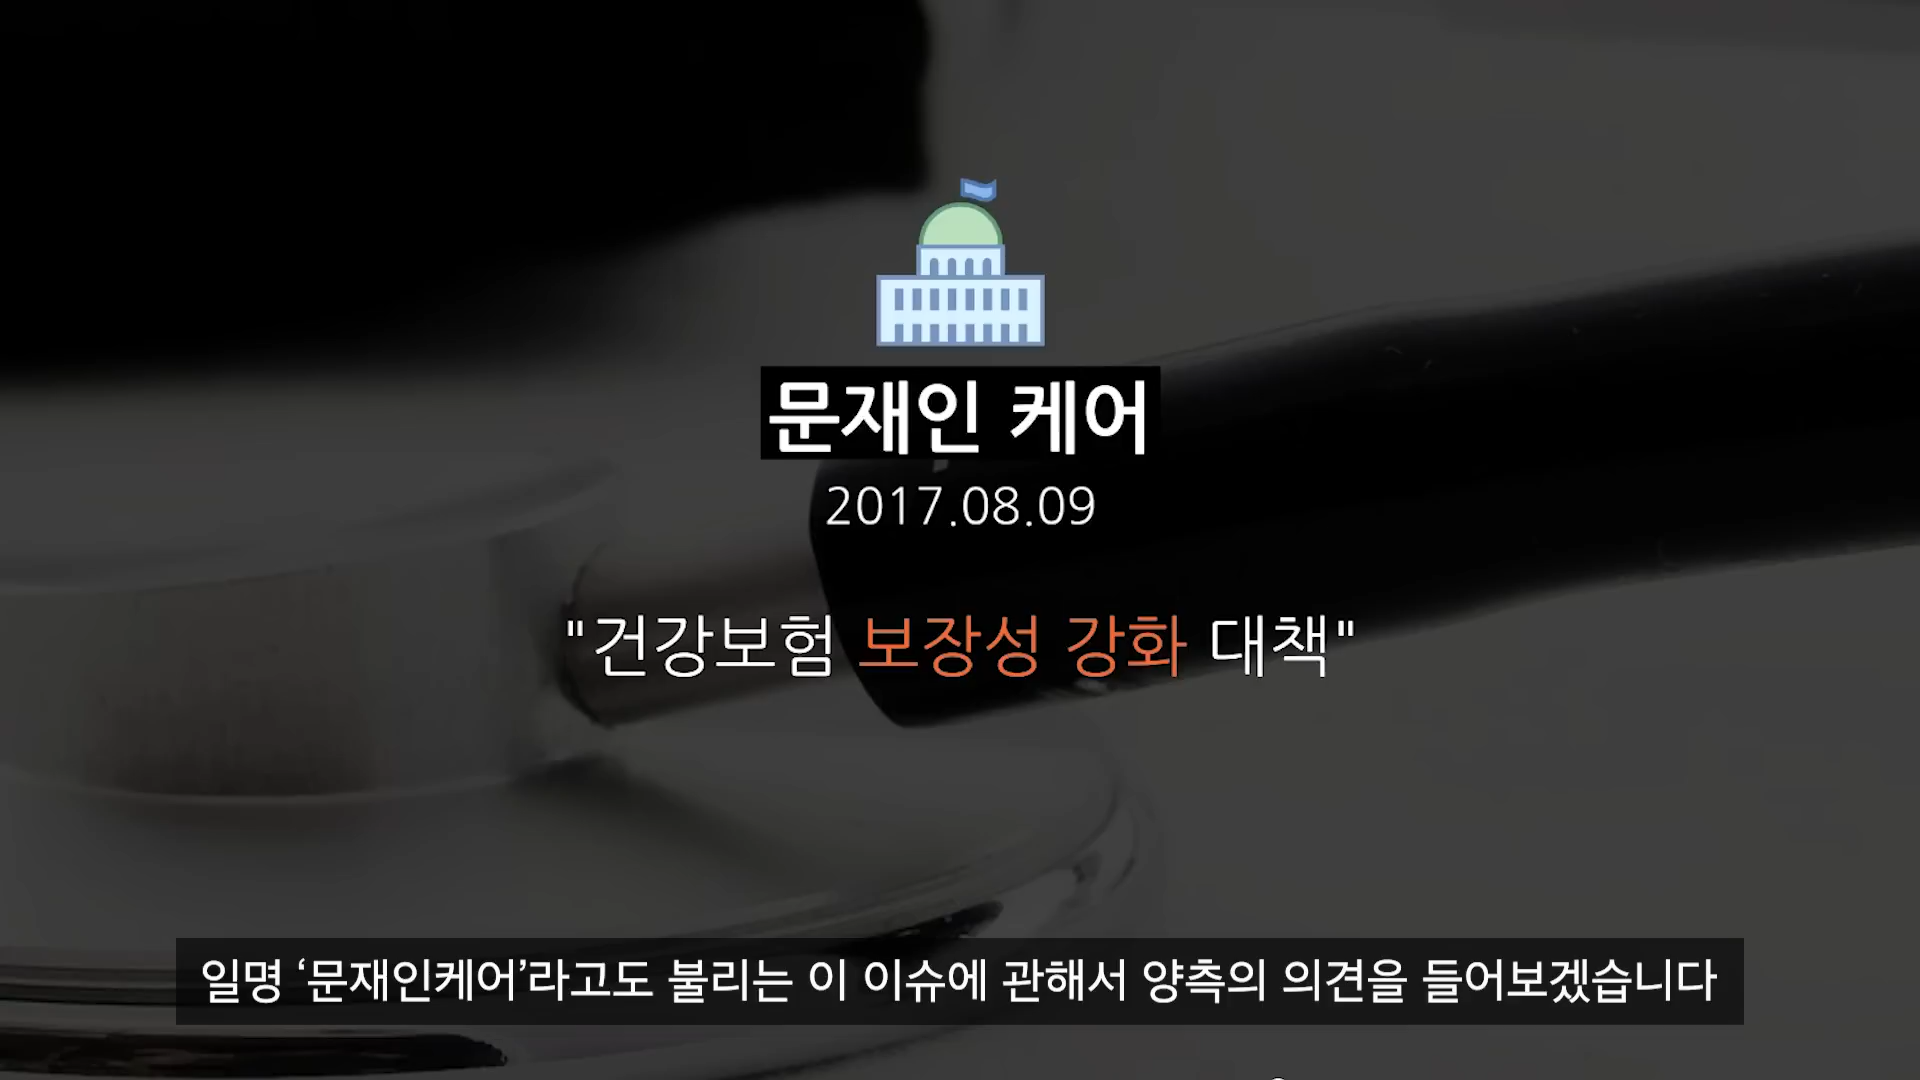 문재인 케어
2017.08.09
"건강보험 보장성 강화 대책"
일명 ‘문재인케어’라고도 불리는 이 이슈에 관해서 양측의 의견을 들어보겠습니다